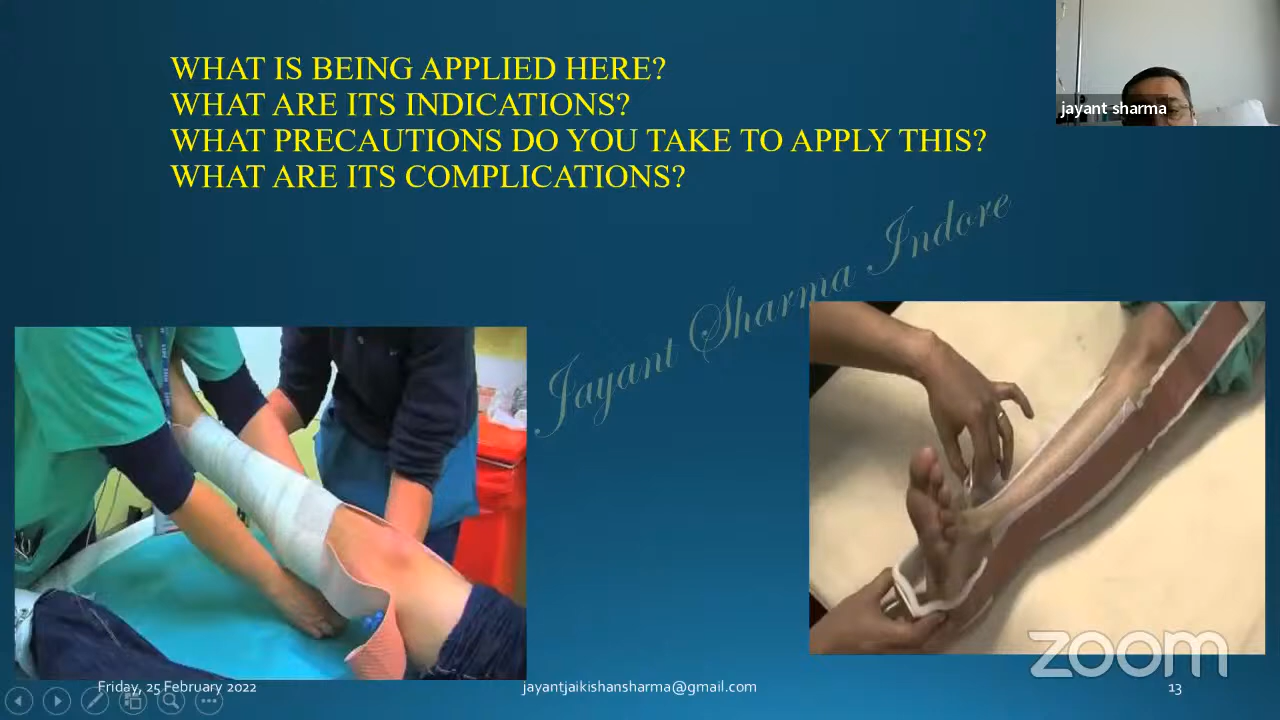 WHAT IS BEING APPLIED HERE?
WHAT ARE ITS INDICATIONS?
WHAT PRECAUTIONS DO YOU TAKE TO APPLY THIS?
WHAT ARE ITS COMPLICATIONS?
jayant sharma
Jayant Sharma Indore
zoom
Friday, 25 February 2022
jayantjaikishansharma@gmail.com
13